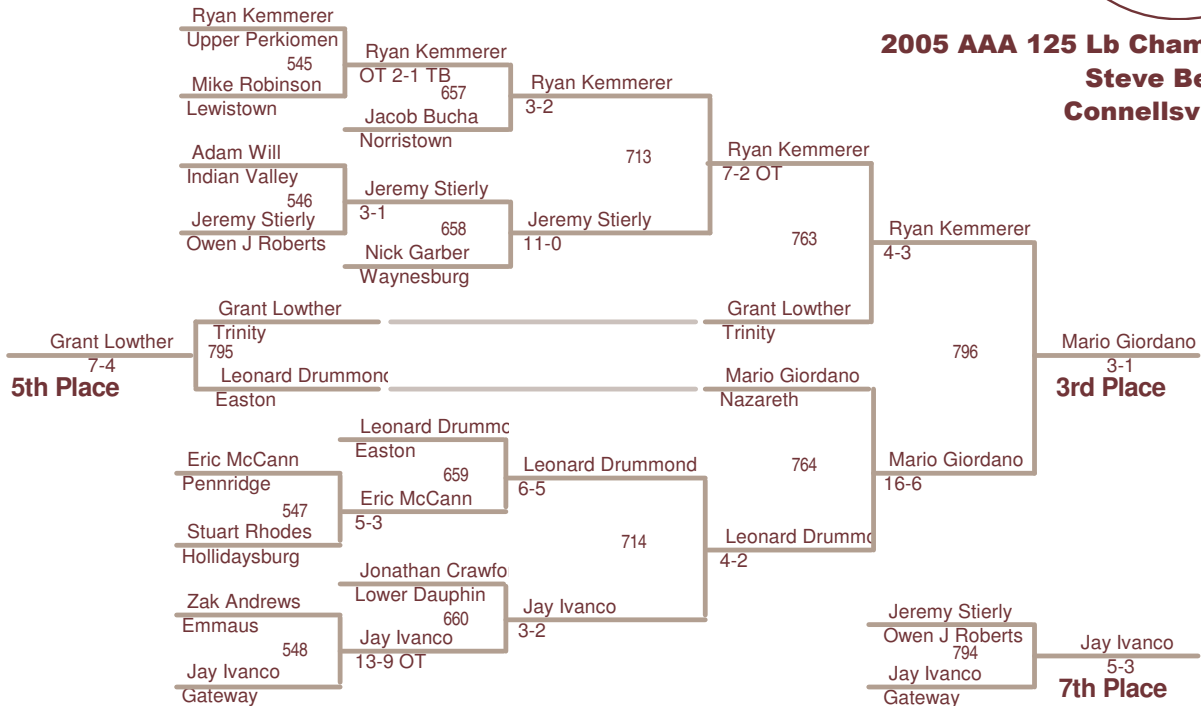 2005 AAA 125 Lb Cham
Steve Be
Connellsv
Ryan Kemmerer
Upper Perkiomen
545
Mike Robinson
Lewistown
Ryan Kemmerer
OT 2-1 TB
657
Jacob Bucha
Norristown
Ryan Kemmerer
3-2
Adam Will
Indian Valley
546
Jeremy Stierly
Owen J Roberts
Jeremy Stierly
3-1
658
Nick Garber
Waynesburg
Jeremy Stierly
11-0
713
Ryan Kemmerer
7-2 OT
763
Grant Lowther
Trinity
Ryan Kemmerer
4-3
Grant Lowther
7-4
5th Place
Grant Lowther
Trinity
795
Leonard Drummond
Easton
Mario Giordano
Nazareth
796
Mario Giordano
3-1
3rd Place
Leonard Drummo
Easton
659
Eric McCann
Pennridge
547
Stuart Rhodes
Hollidaysburg
Eric McCann
5-3
Leonard Drummond
6-5
714
764
Mario Giordano
16-6
Leonard Drummo
4-2
Jonathan Crawfo
Lower Dauphin
660
Zak Andrews
Emmaus
548
Jay Ivanco
Gateway
Jay Ivanco
13-9 OT
Jay Ivanco
3-2
Jeremy Stierly
Owen J Roberts
794
Jay Ivanco
Gateway
Jay Ivanco
5-3
7th Place